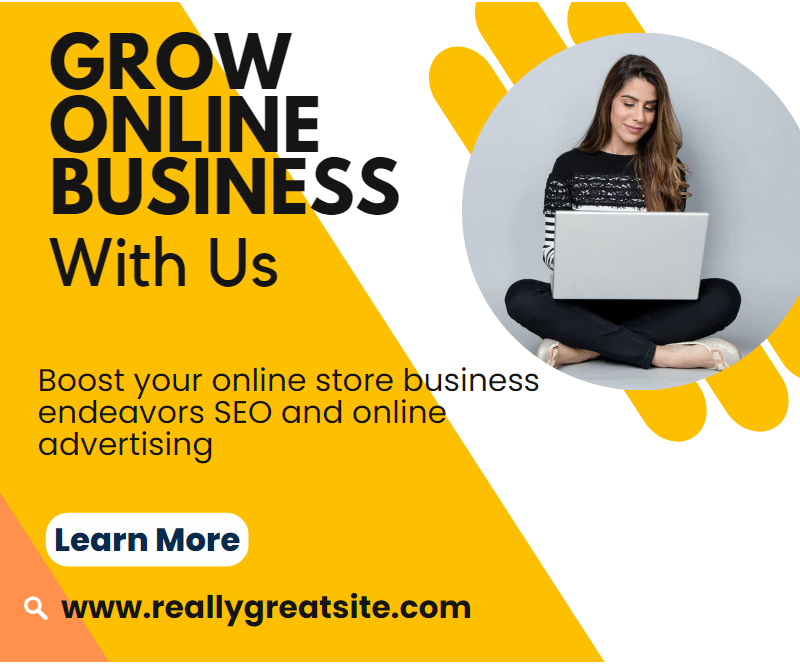 GROW
ONLINE
BUSINESS
With Us
Boost your online store business
endeavors SEO and online
advertising
Learn More
www.reallygreatsite.com